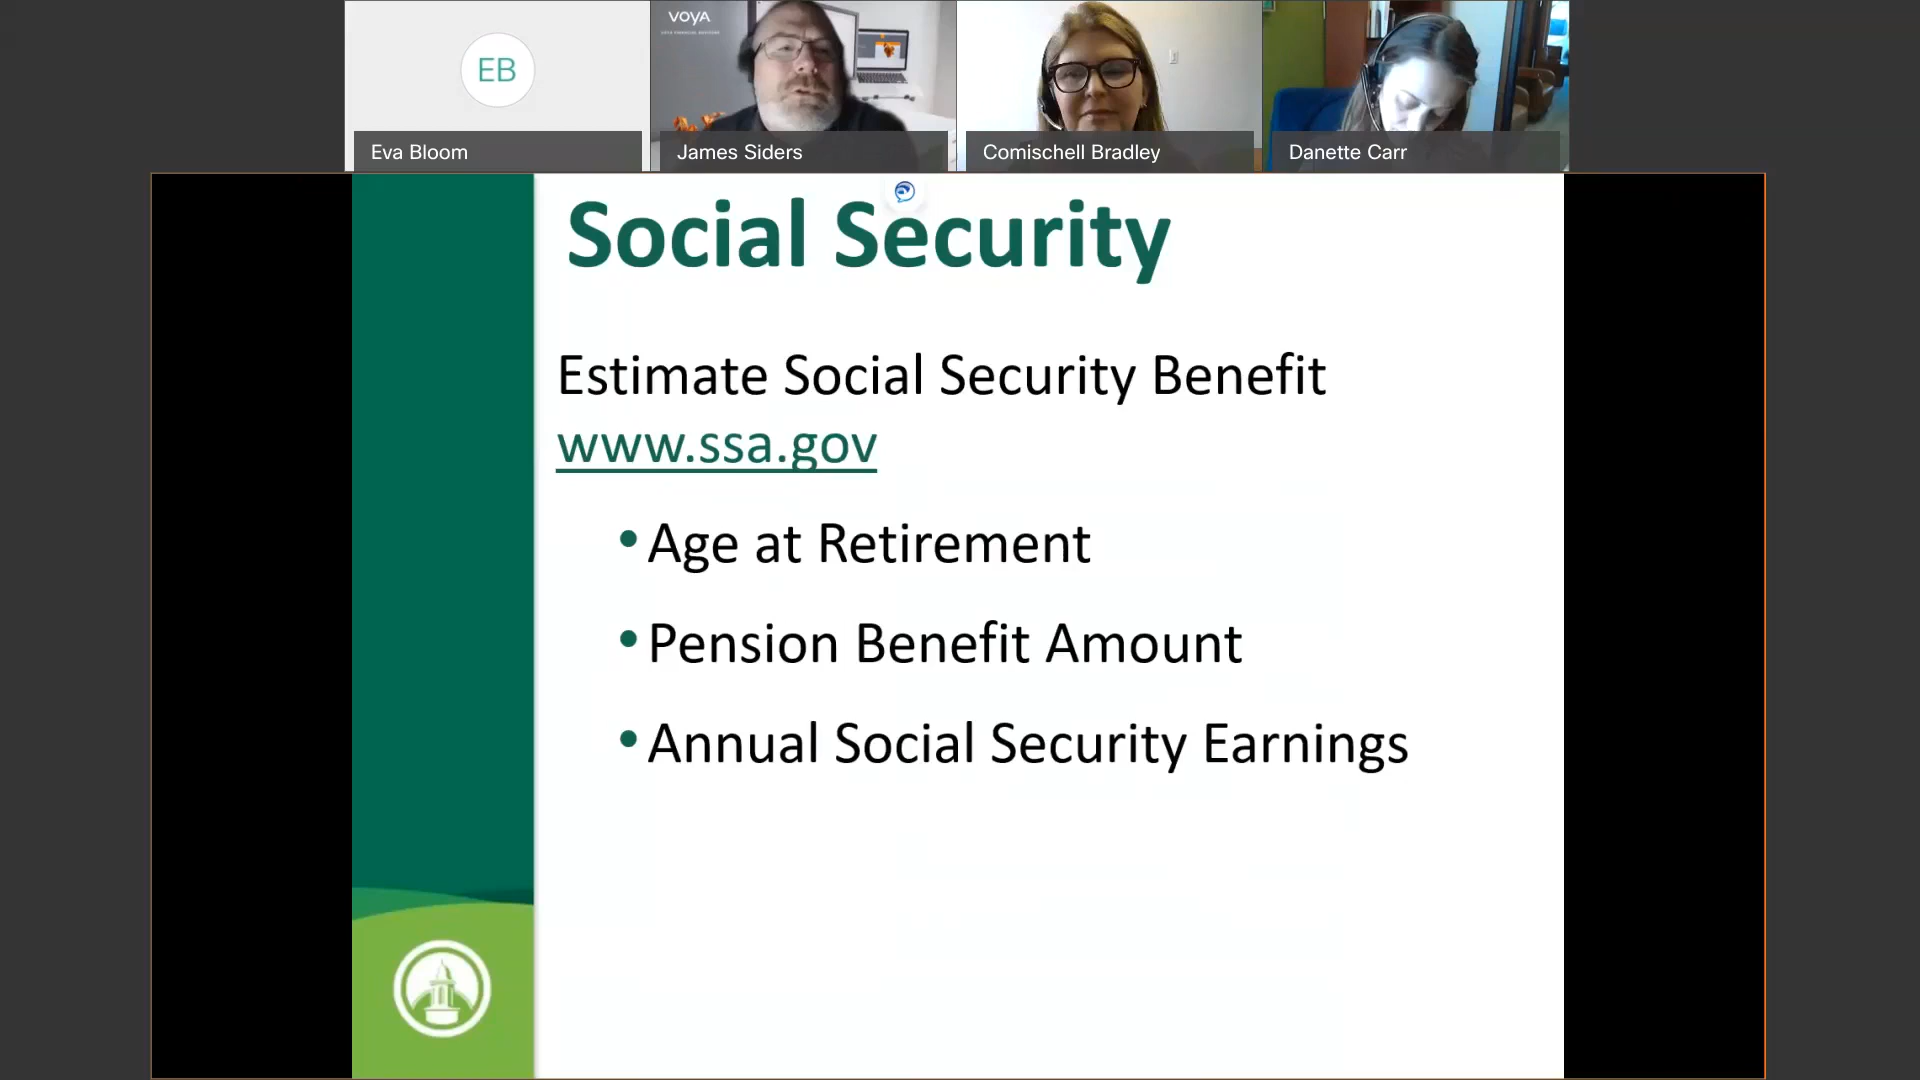 EB
Eva Bloom
VOYA
James Siders
Comischell Bradley
Danette Carr
Social Security
Estimate Social Security Benefit
www.ssa.gov
• Age at Retirement
• Pension Benefit Amount
• Annual Social Security Earnings